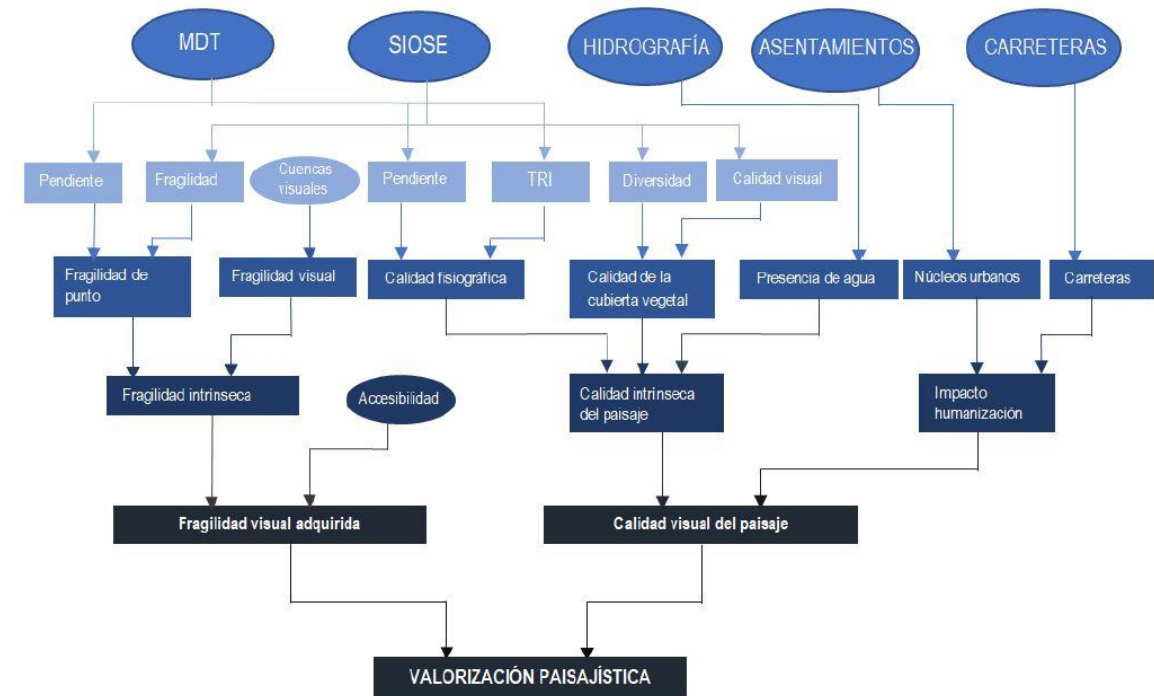 MDT
SIOSE
HIDROGRAFÍA
ASENTAMIENTOS
CARRETERAS
Pendiente
Fragilidad
Cuencas
visuales
Pendiente
TRI
Diversidad
Calidad visual
Fragilidad de
punto
Fragilidad visual
Calidad fisiográfica
Calidad de la
cubierta vegetal
Presencia de agua
Núcleos urbanos
Carreteras
Fragilidad intrínseca
Accesibilidad
Calidad intrínseca
del paisaje
Impacto
humanización
Fragilidad visual adquirida
Calidad visual del paisaje
VALORIZACIÓN PAISAJÍSTICA